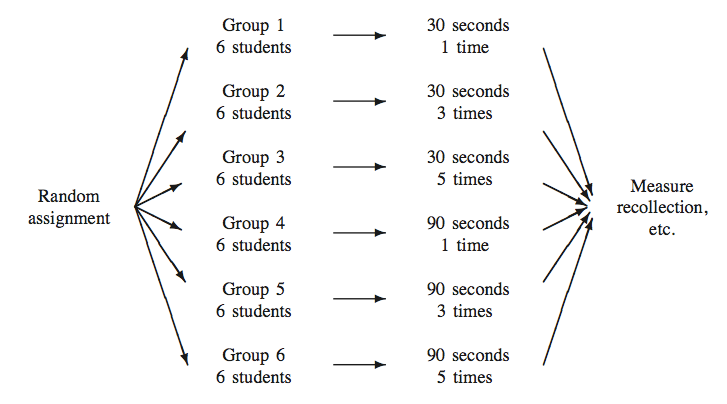 Random
assignment
Group 1
6 students
30 seconds
1 time
Group 2
6 students
30 seconds
3 times
Group 3
6 students
30 seconds
5 times
Group 4
6 students
90 seconds
1 time
Group 5
6 students
90 seconds
3 times
Group 6
6 students
90 seconds
5 times
Measure
recollection,
etc.